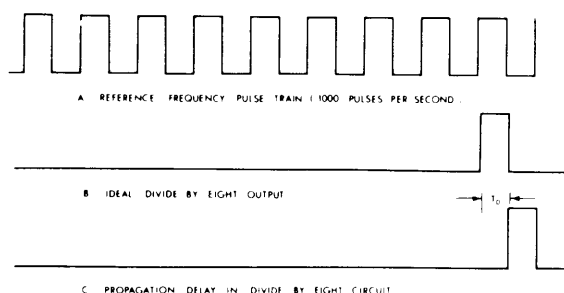 A REFERENCE FREQUENCY PULSE TRAIN ( 1000 PULSES PER SECOND .
B IDEAL DIVIDE BY EIGHT OUTPUT
T₀
C PROPAGATION DELAY IN DIVIDE BY EIGHT CIRCUIT